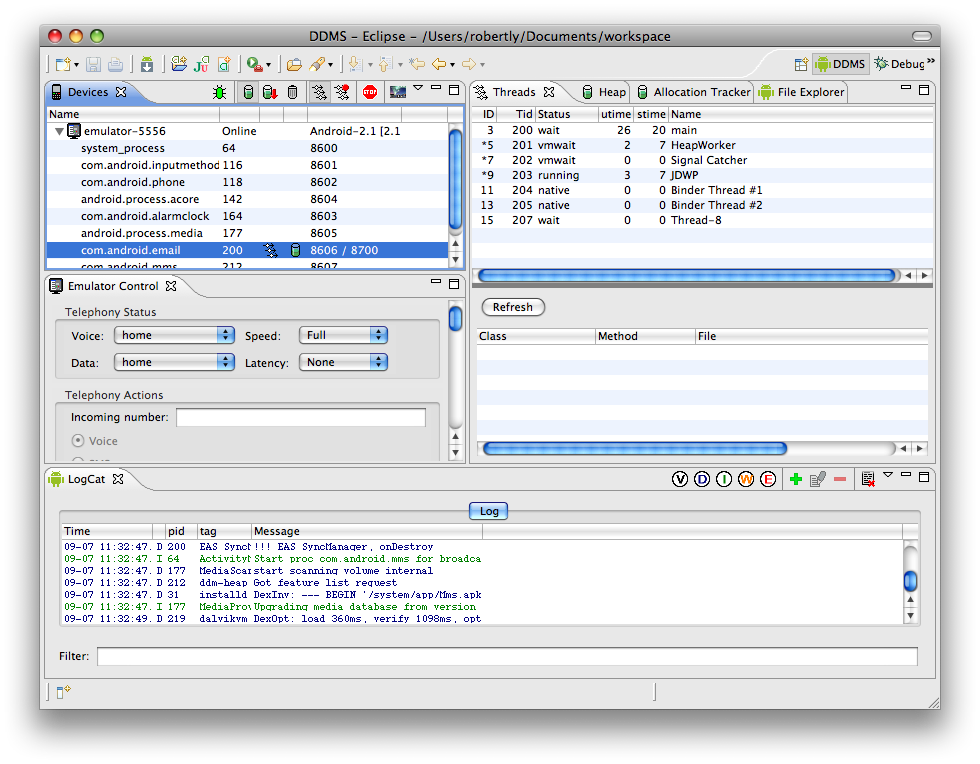 DDMS - Eclipse - /Users/robertly/Documents/workspace
DDMS
Debug
Devices
Name
emulator-5556 Online Android-2.1 [2.1
system_process 64 8600
com.android.inputmethod 116 8601
com.android.phone 118 8602
android.process.acore 142 8604
com.android.alarmclock 164 8603
android.process.media 177 8605
com.android.email 200 8606 / 8700
com.android.mms 212 8607
Threads Heap Allocation Tracker File Explorer
ID Tid Status utime stime Name
3 200 wait 26 20 main
*5 201 vmwait 2 7 HeapWorker
*7 202 vmwait 0 0 Signal Catcher
*9 203 running 3 7 JDWP
11 204 native 0 0 Binder Thread #1
13 205 native 0 0 Binder Thread #2
15 207 wait 0 0 Thread-8
Refresh
Class Method File
Emulator Control
Telephony Status
Voice: home Speed: Full
Data: home Latency: None
Telephony Actions
Incoming number:
Voice
LogCat
V D I W E
Log
Time pid tag Message
09-07 11:32:47. D 200 EAS SyncM !!! EAS SyncManager, onDestroy
09-07 11:32:47. I 64 ActivityM Start proc com.android.mms for broadca
09-07 11:32:47. D 177 MediaScan start scanning volume internal
09-07 11:32:47. D 212 ddm-heap Got feature list request
09-07 11:32:47. D 31 installd DexInv: --- BEGIN '/system/app/Mms.apk
09-07 11:32:47. I 177 MediaProv Upgrading media database from version
09-07 11:32:49. D 219 dalvikvm DexOpt: load 360ms, verify 1098ms, opt
Filter: